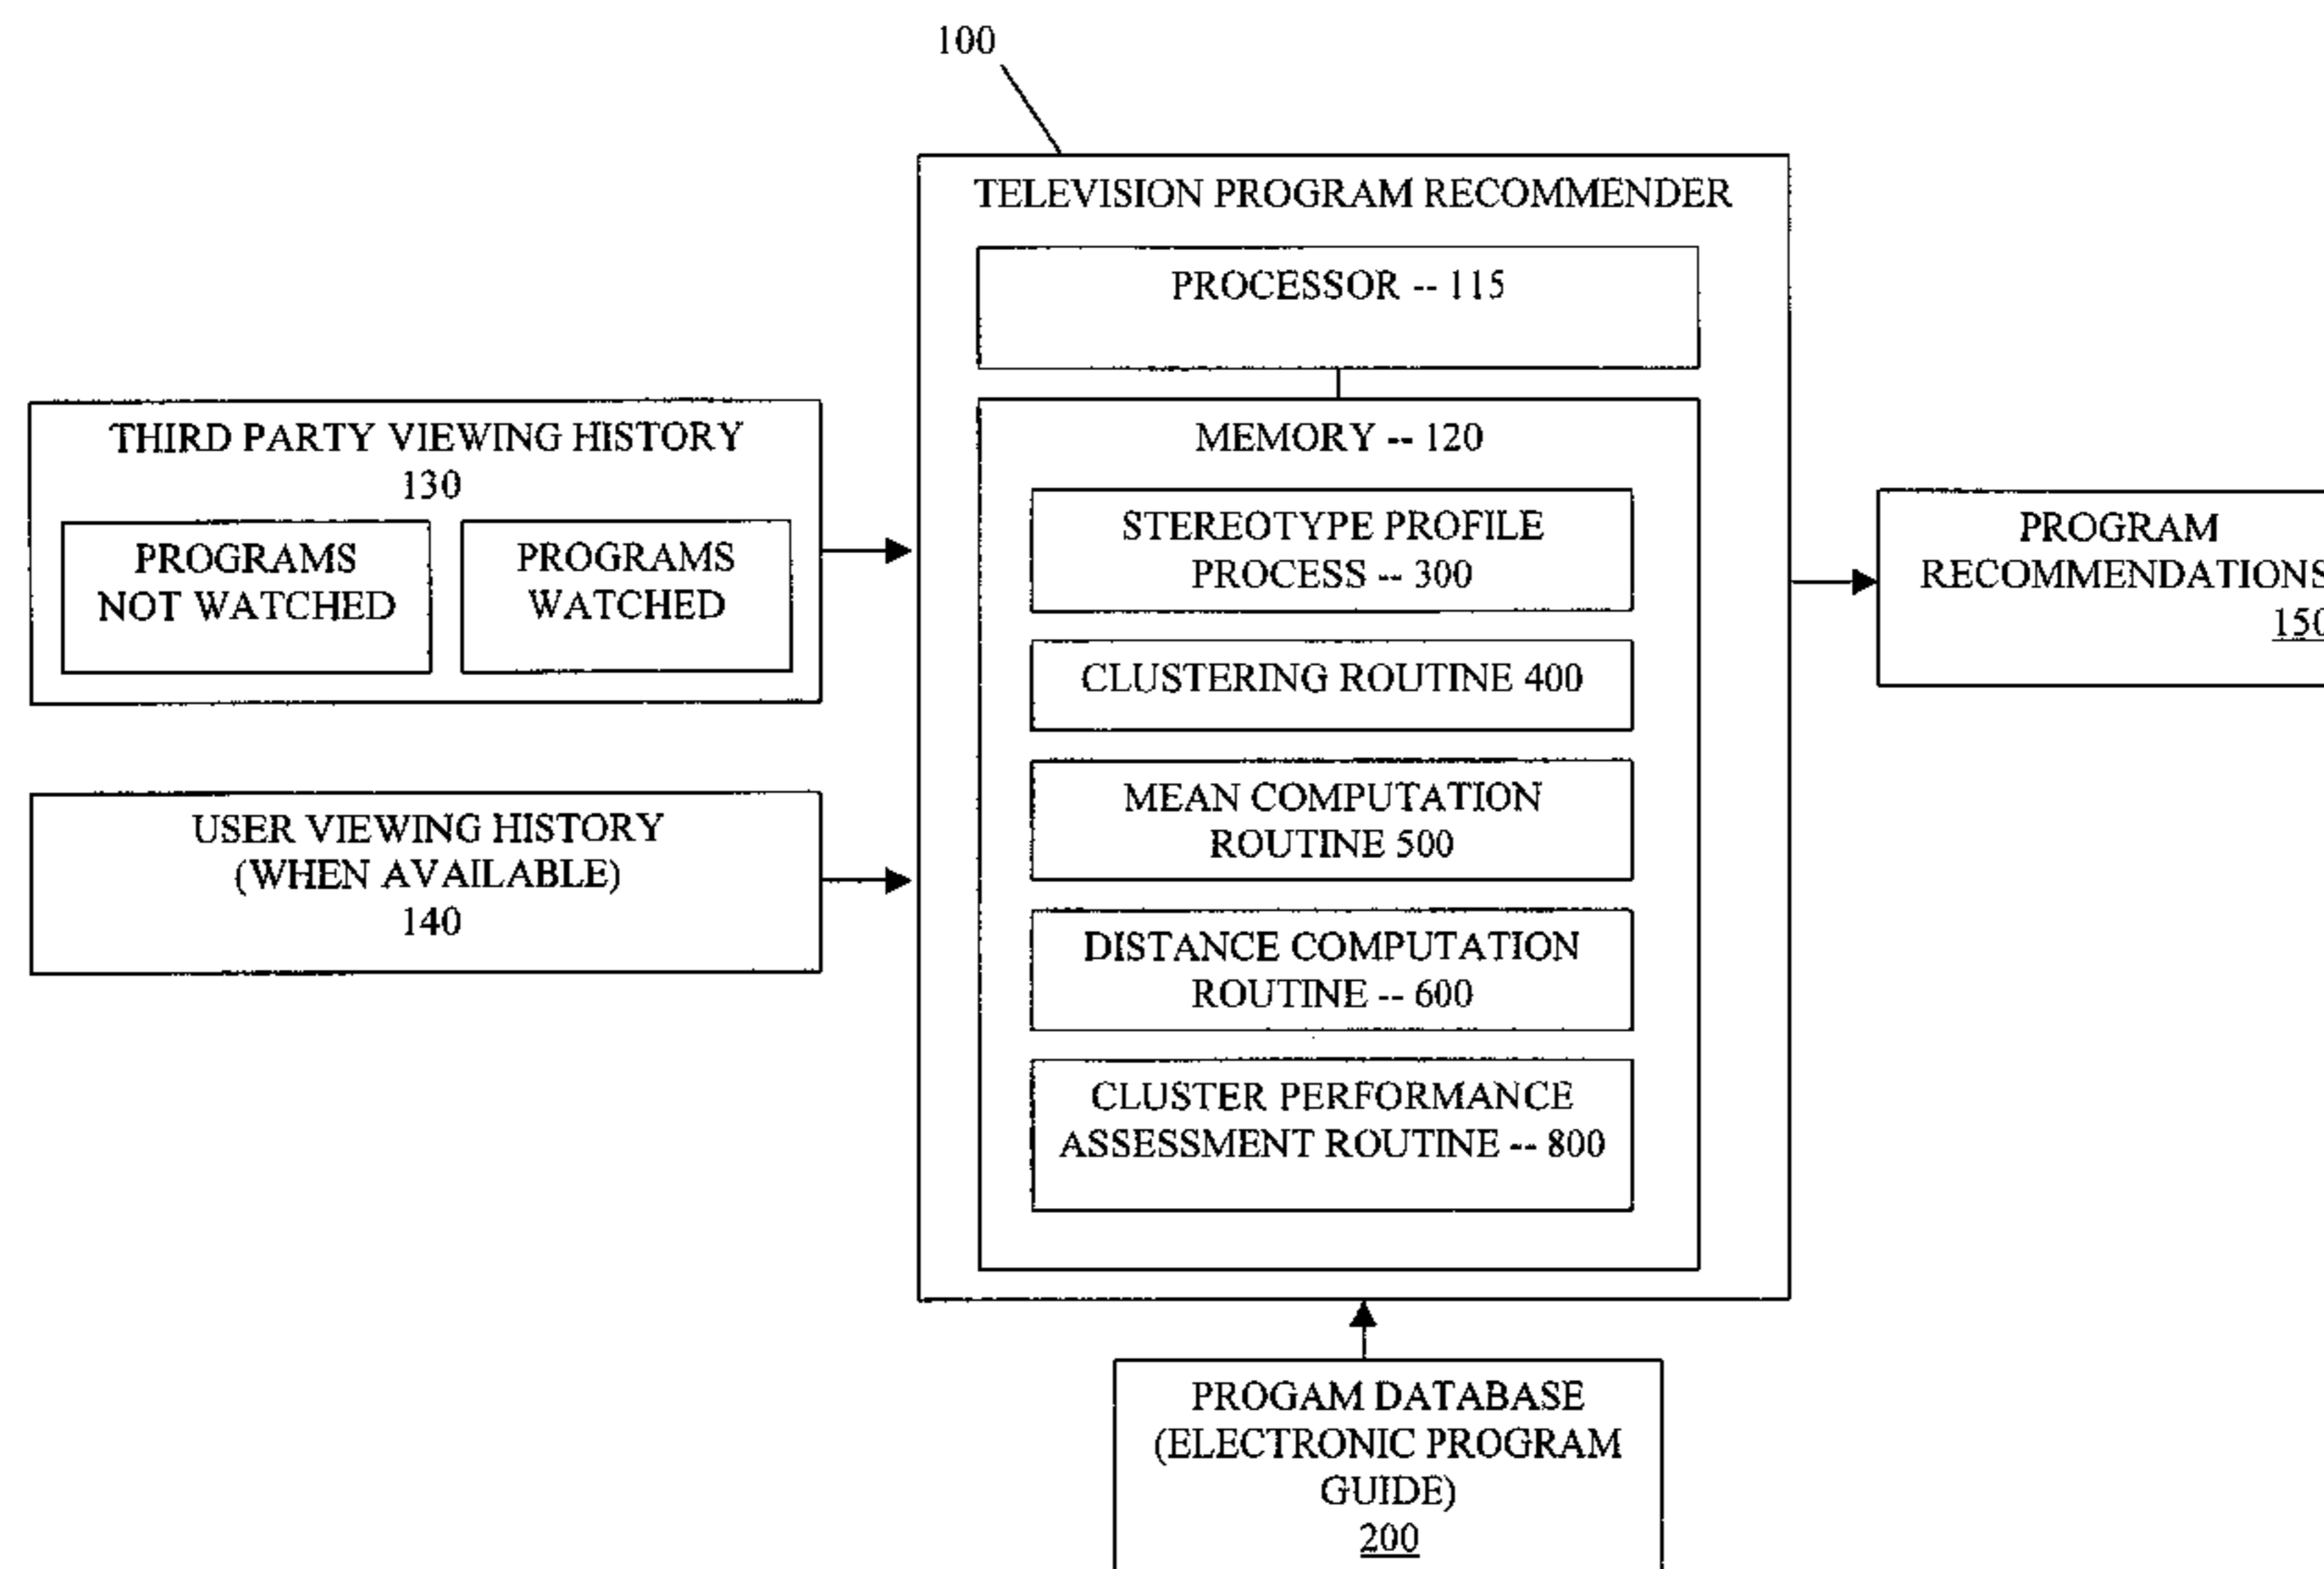 100
TELEVISION PROGRAM RECOMMENDER
PROCESSOR -- 115
MEMORY -- 120
STEREOTYPE PROFILE
PROCESS -- 300
CLUSTERING ROUTINE 400
MEAN COMPUTATION
ROUTINE 500
DISTANCE COMPUTATION
ROUTINE -- 600
CLUSTER PERFORMANCE
ASSESSMENT ROUTINE -- 800
THIRD PARTY VIEWING HISTORY
130
PROGRAMS
NOT WATCHED
PROGRAMS
WATCHED
USER VIEWING HISTORY
(WHEN AVAILABLE)
140
PROGRAM
RECOMMENDATIONS
150
PROGAM DATABASE
(ELECTRONIC PROGRAM
GUIDE)
200